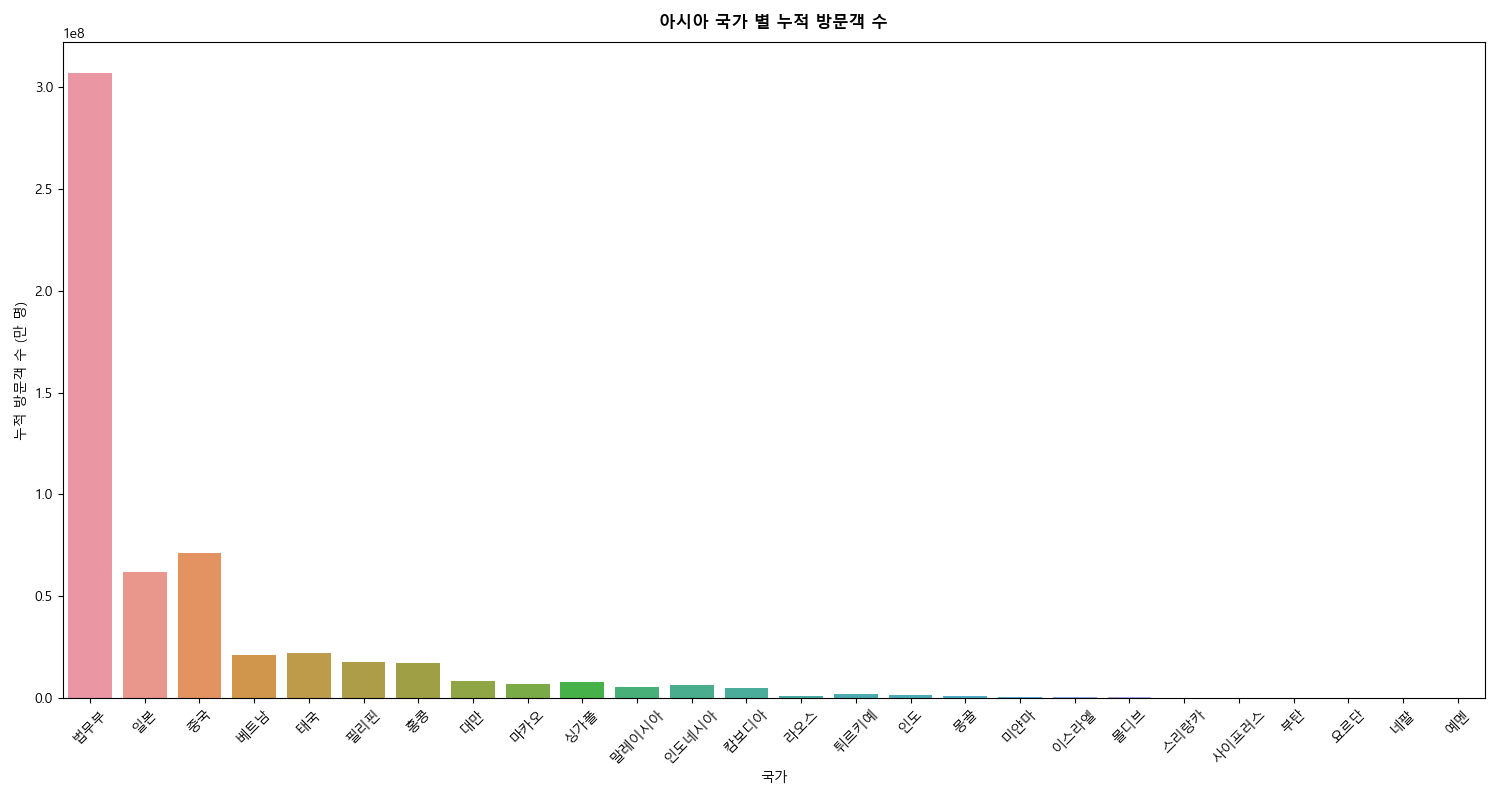 아시아 국가 별 누적 방문객 수
1e8
3.0
2.5
2.0
1.5
1.0
0.5
0.0
누적 방문객 수 (만 명)
법무부
일본
중국
베트남
태국
필리핀
홍콩
대만
마카오
싱가폴
말레이시아
인도네시아
캄보디아
라오스
튀르키예
인도
몽골
미얀마
이스라엘
몰디브
스리랑카
사이프러스
부탄
요르단
네팔
예멘
국가